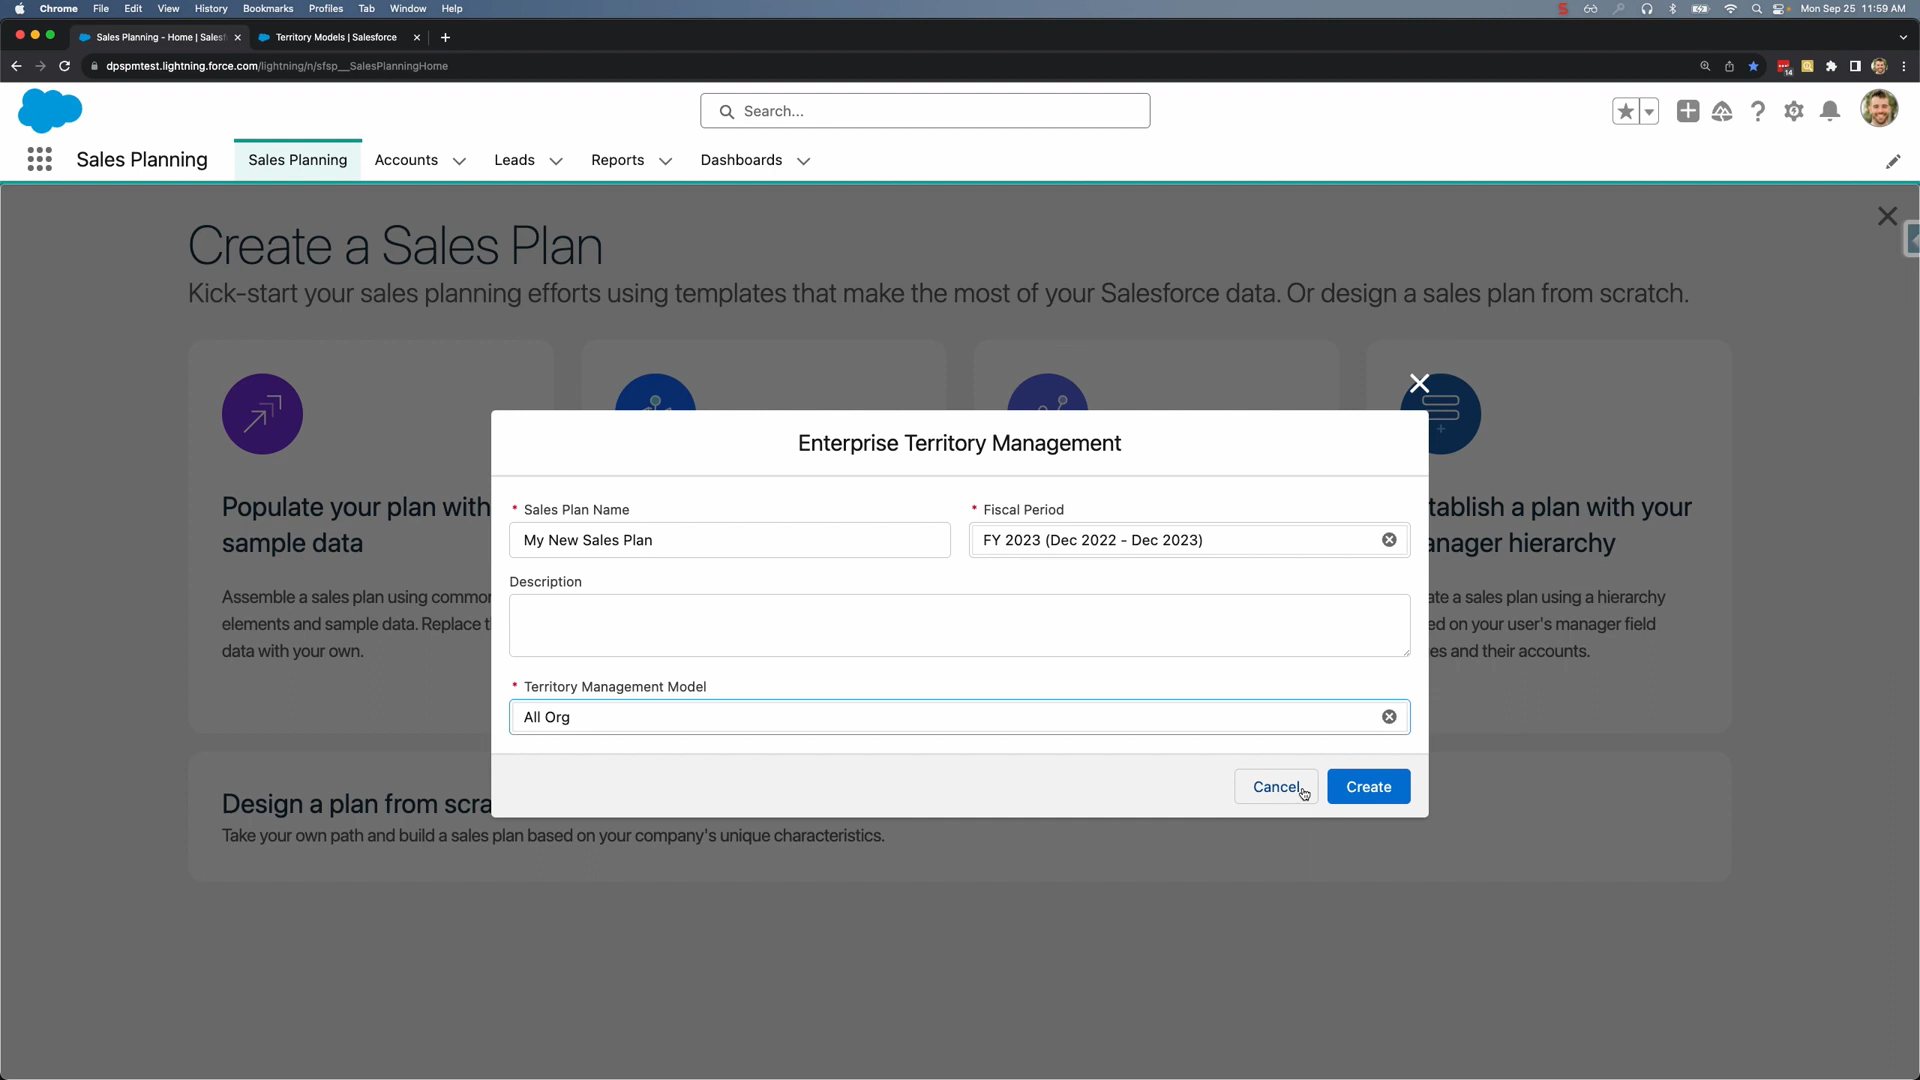 Chrome File Edit View History Bookmarks Profiles Tab Window Help
Mon Sep 25 11:59 AM
Sales Planning - Home | Salesf
Territory Models | Salesforce
dpspmtest.lightning.force.com/lightning/n/sfsp__SalesPlanningHome
14
Search...
Sales Planning
Sales Planning
Accounts
Leads
Reports
Dashboards
Create a Sales Plan
Kick-start your sales planning efforts using templates that make the most of your Salesforce data. Or design a sales plan from scratch.
Populate your plan with
sample data
Assemble a sales plan using common
elements and sample data. Replace t
data with your own.
tablish a plan with your
anager hierarchy
ate a sales plan using a hierarchy
ed on your user's manager field
es and their accounts.
Enterprise Territory Management
* Sales Plan Name
My New Sales Plan
* Fiscal Period
FY 2023 (Dec 2022 - Dec 2023)
Description
* Territory Management Model
All Org
Cancel
Create
Design a plan from scra
Take your own path and build a sales plan based on your company's unique characteristics.